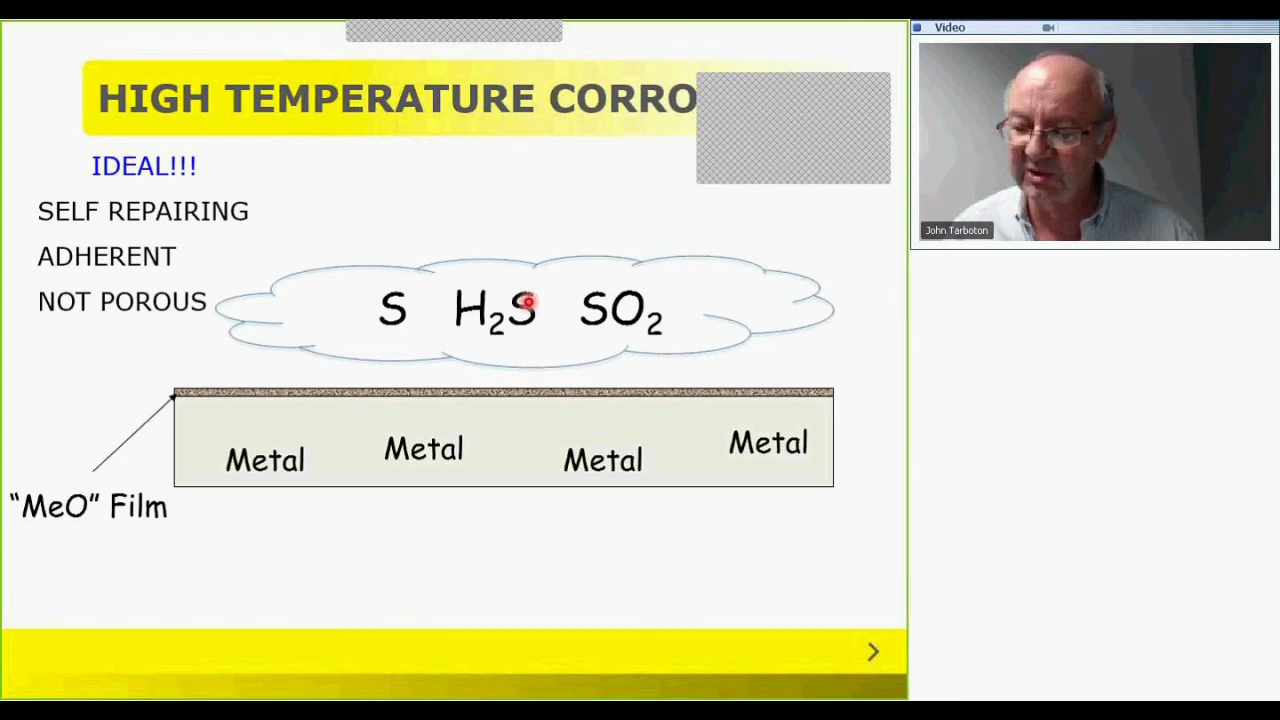 HIGH TEMPERATURE CORRO
Video
IDEAL!!!
SELF REPAIRING
ADHERENT
NOT POROUS
S H₂S SO₂
John Tarboton
Metal Metal Metal Metal
“MeO” Film